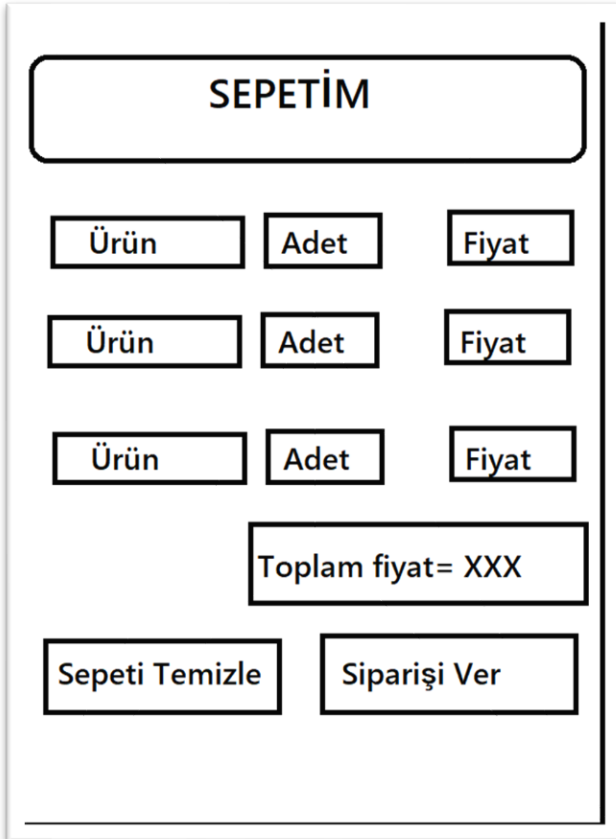 SEPETİM
Ürün Adet Fiyat
Ürün Adet Fiyat
Ürün Adet Fiyat
Toplam fiyat= XXX
Sepeti Temizle Siparişi Ver